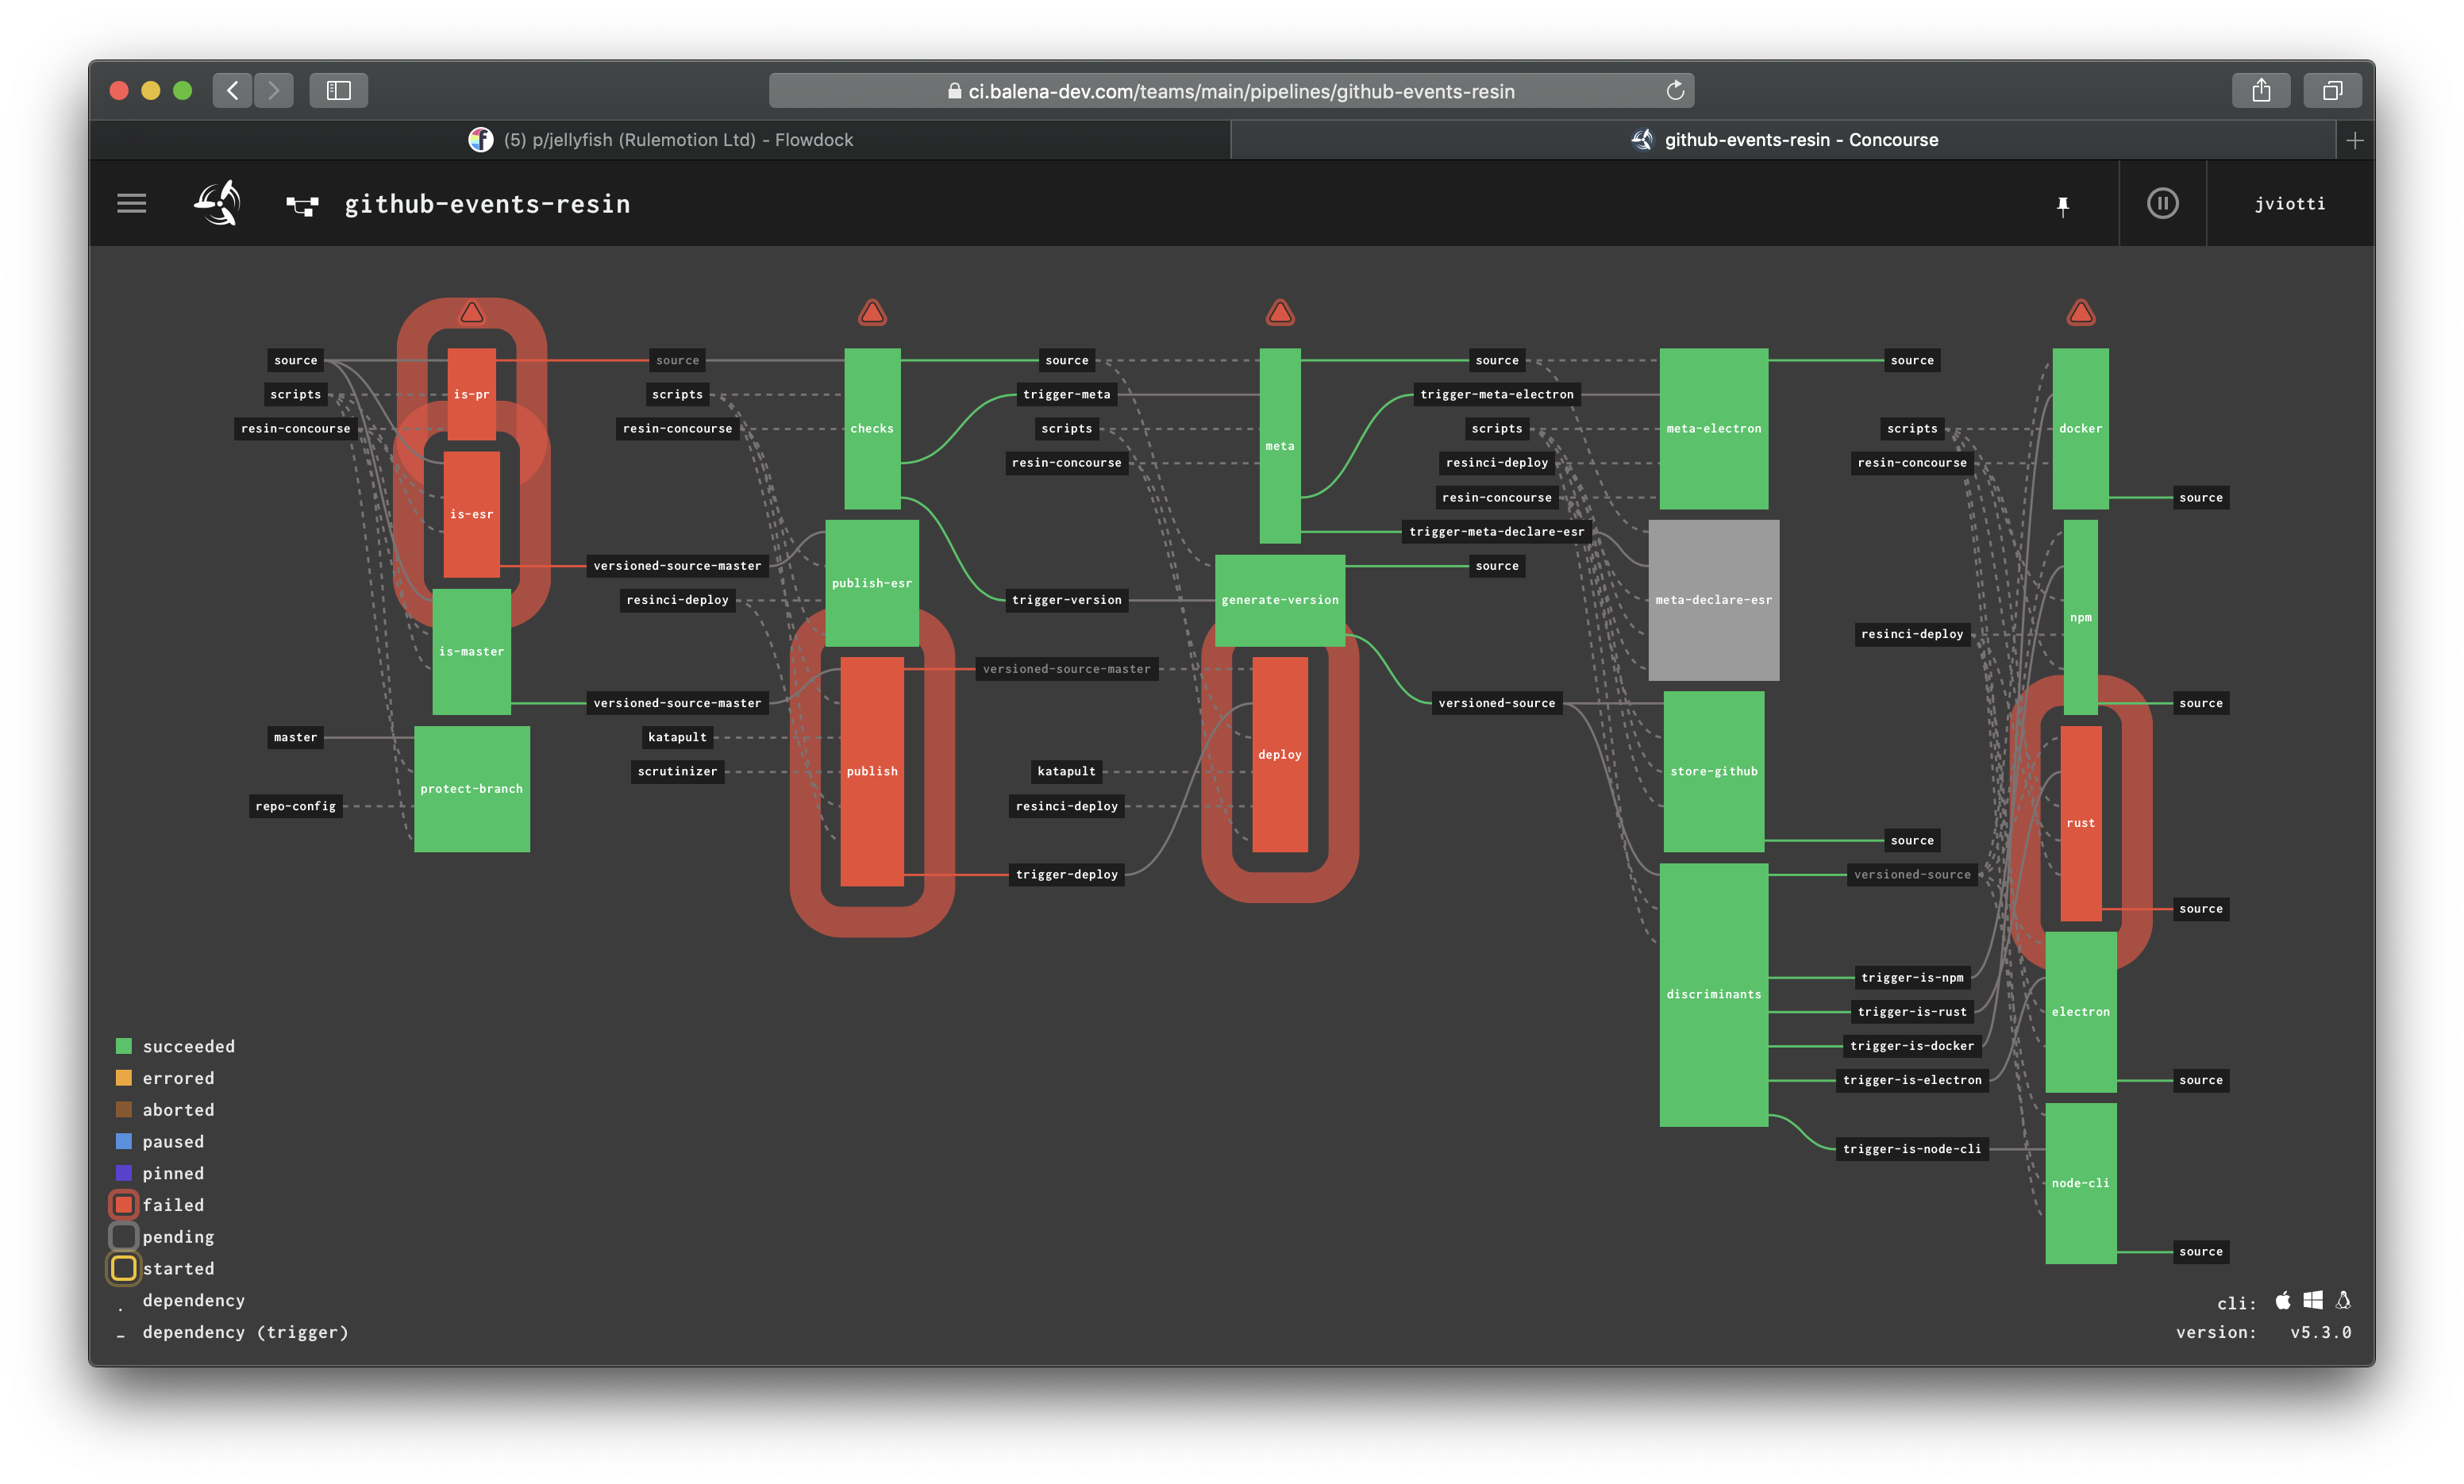 ci.balena-dev.com/teams/main/pipelines/github-events-resin
(5) p/jellyfish (Rulemotion Ltd) - Flowdock
github-events-resin - Concourse
github-events-resin
jviotti
source
scripts
resin-concourse
master
repo-config
is-pr
is-esr
is-master
protect-branch
source
scripts
resin-concourse
versioned-source-master
resinci-deploy
versioned-source-master
katapult
scrutinizer
checks
publish-esr
publish
source
trigger-meta
scripts
resin-concourse
trigger-version
versioned-source-master
katapult
resinci-deploy
trigger-deploy
meta
generate-version
deploy
source
trigger-meta-electron
scripts
resinci-deploy
resin-concourse
trigger-meta-declare-esr
source
versioned-source
meta-electron
meta-declare-esr
store-github
discriminants
source
scripts
resin-concourse
resinci-deploy
source
versioned-source
trigger-is-npm
trigger-is-rust
trigger-is-docker
trigger-is-electron
trigger-is-node-cli
docker
npm
rust
electron
node-cli
source
source
source
source
source
succeeded
errored
aborted
paused
pinned
failed
pending
started
dependency
dependency (trigger)
cli:
version: v5.3.0